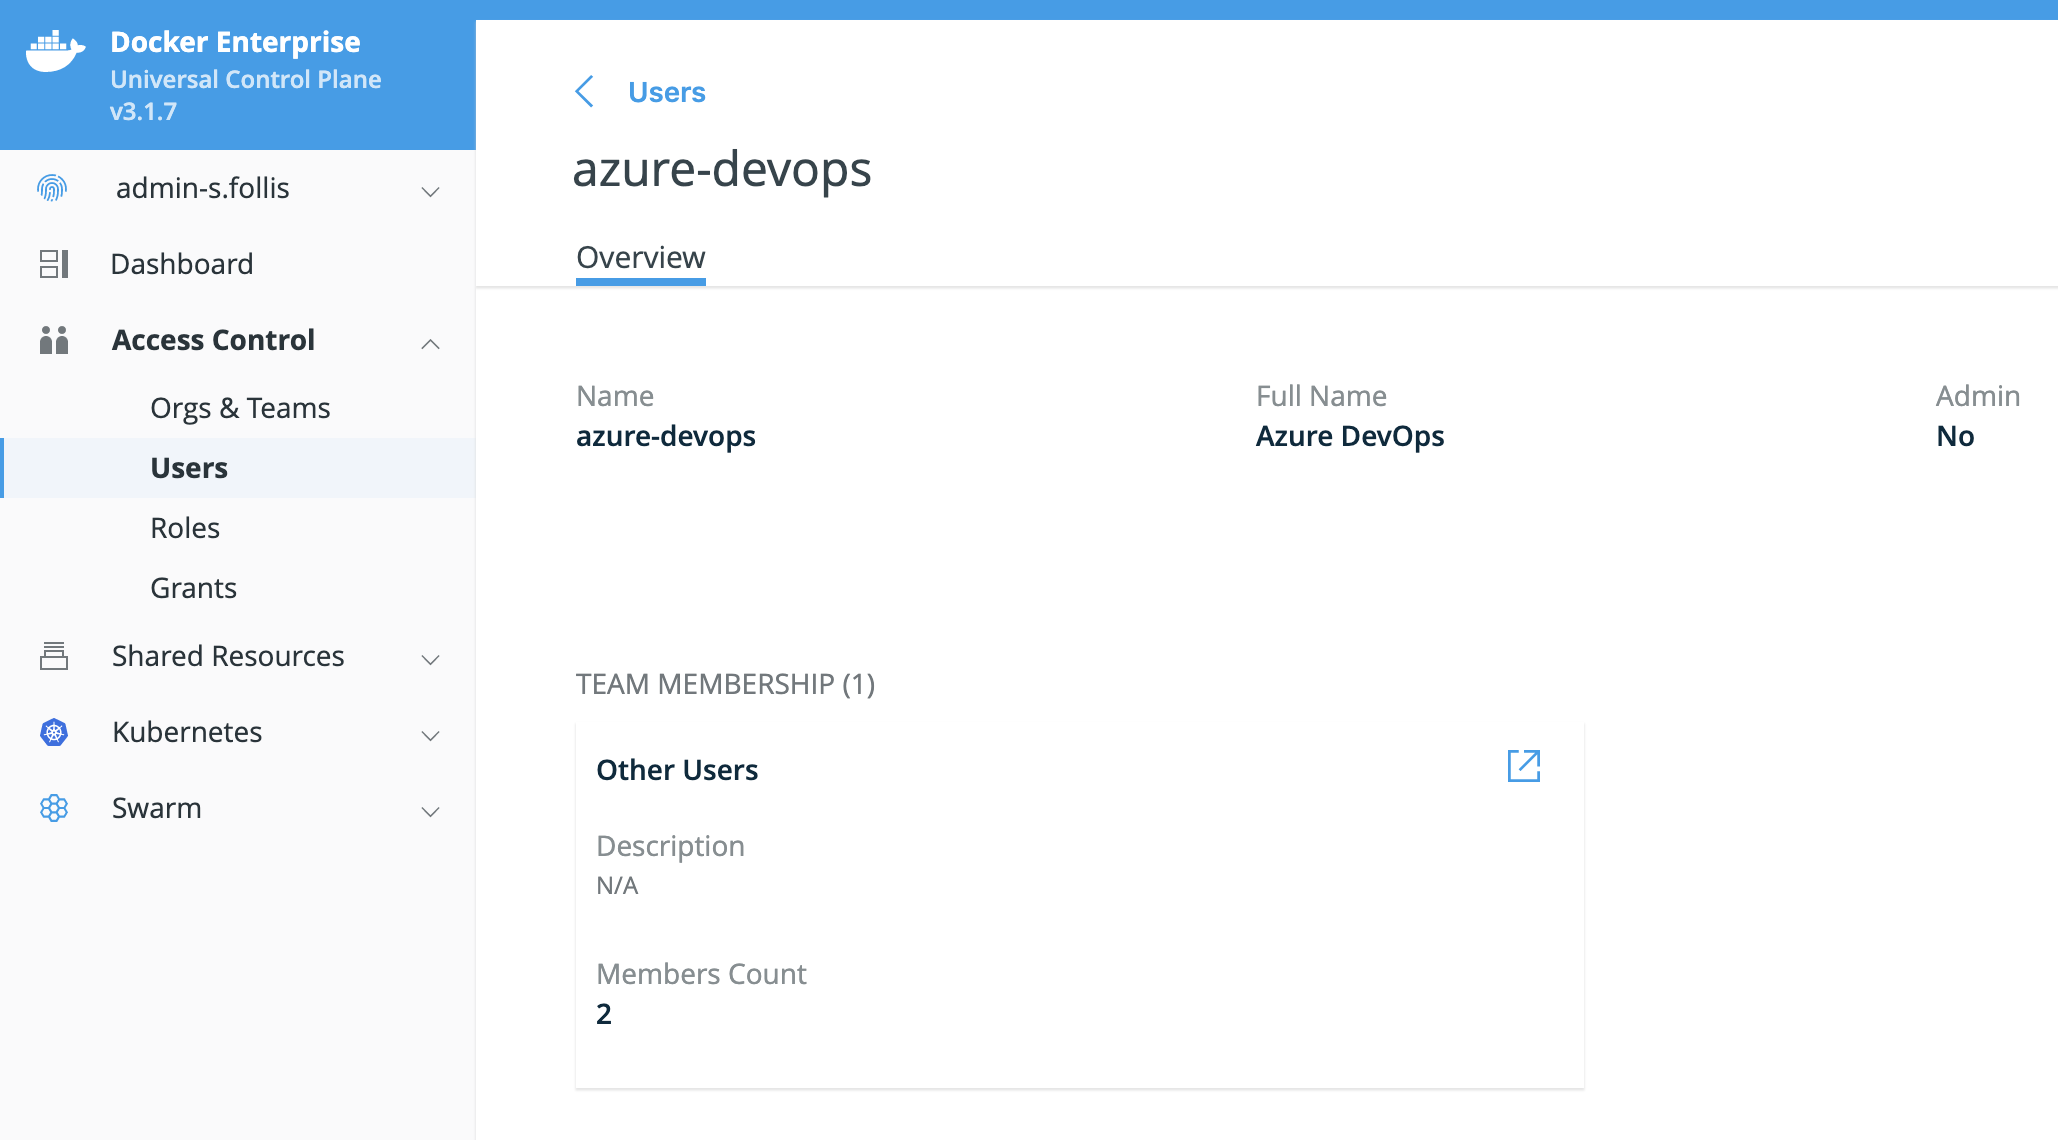 Docker Enterprise
Universal Control Plane
v3.1.7
admin-s.follis
Dashboard
Access Control
Orgs & Teams
Users
Roles
Grants
Shared Resources
Kubernetes
Swarm
Users
azure-devops
Overview
Name
azure-devops
Full Name
Azure DevOps
Admin
No
TEAM MEMBERSHIP (1)
Other Users
Description
N/A
Members Count
2